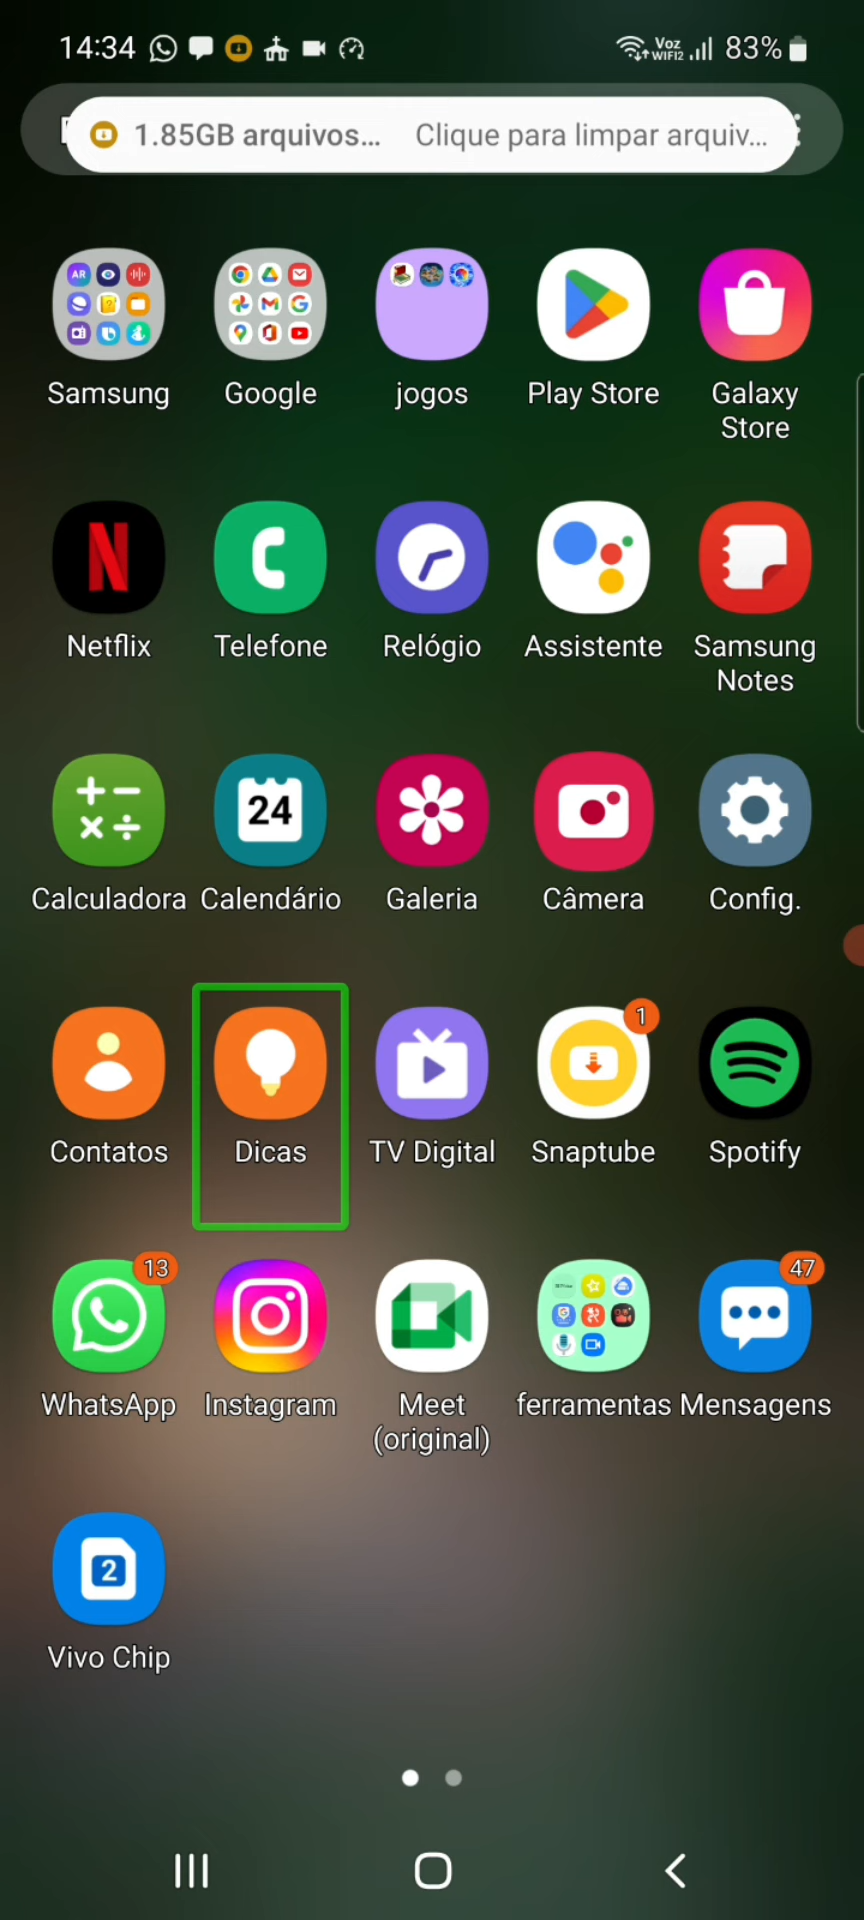 14:34
Voz
WIFI2
83%
1.85GB arquivos... Clique para limpar arquiv...
Samsung Google jogos Play Store Galaxy
Store
Netflix Telefone Relógio Assistente Samsung
Notes
24
Calculadora Calendário Galeria Câmera Config.
1
Contatos Dicas TV Digital Snaptube Spotify
13
47
WhatsApp Instagram Meet ferramentas Mensagens
(original)
2
Vivo Chip